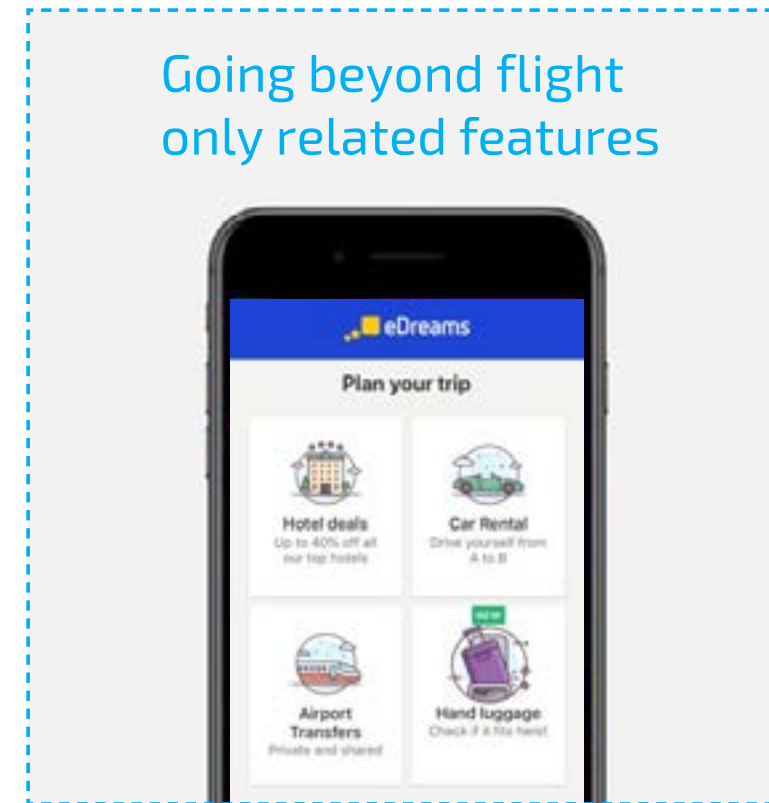 Going beyond flight
only related features
eDreams
Plan your trip
Hotel deals
Up to 40% off all
our top hotels
Car Rental
Drive yourself from
A to B
Airport
Transfers
Private and shared
NEW
Hand luggage
Check if it fits here!